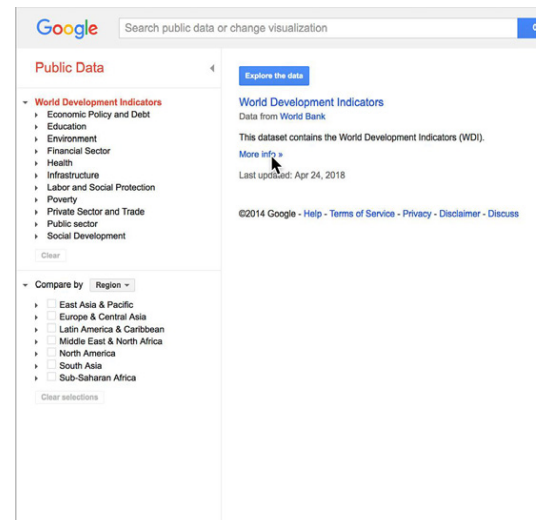 Google
Search public data or change visualization
Public Data
World Development Indicators
Economic Policy and Debt
Education
Environment
Financial Sector
Health
Infrastructure
Labor and Social Protection
Poverty
Private Sector and Trade
Public sector
Social Development
Clear
Compare by Region
East Asia & Pacific
Europe & Central Asia
Latin America & Caribbean
Middle East & North Africa
North America
South Asia
Sub-Saharan Africa
Clear selections
Explore the data
World Development Indicators
Data from World Bank
This dataset contains the World Development Indicators (WDI).
More info »
Last updated: Apr 24, 2018
©2014 Google - Help - Terms of Service - Privacy - Disclaimer - Discuss